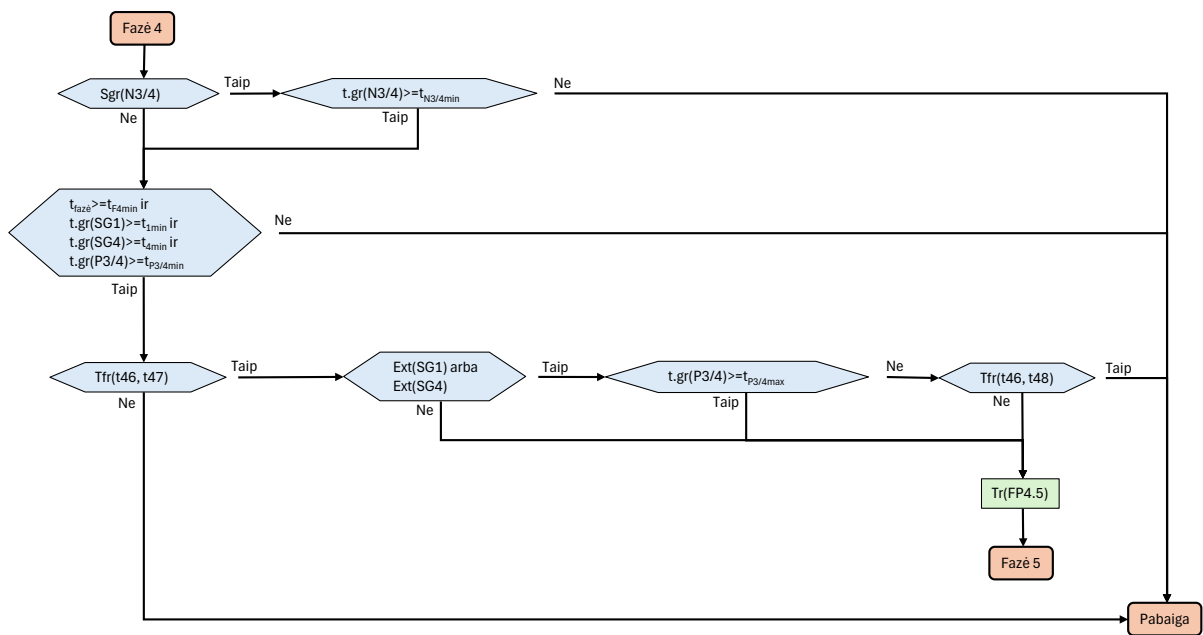 Fazė 4
Sgr(N3/4)
Taip
t.gr(N3/4)>=tN3/4min
Ne
Ne
Taip
tfazė>=tF4min ir
t.gr(SG1)>=t1min ir
t.gr(SG4)>=t4min ir
t.gr(P3/4)>=tP3/4min
Ne
Taip
Tfr(t46, t47)
Taip
Ext(SG1) arba
Ext(SG4)
Taip
t.gr(P3/4)>=tP3/4max
Ne
Tfr(t46, t48)
Taip
Ne
Ne
Taip
Ne
Tr(FP4.5)
Fazė 5
Pabaiga